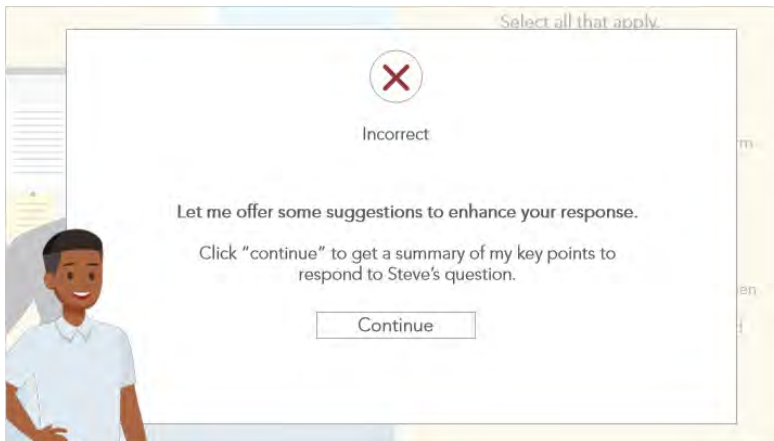 Select all that apply.
Incorrect
Let me offer some suggestions to enhance your response.
Click “continue” to get a summary of my key points to
respond to Steve’s question.
Continue